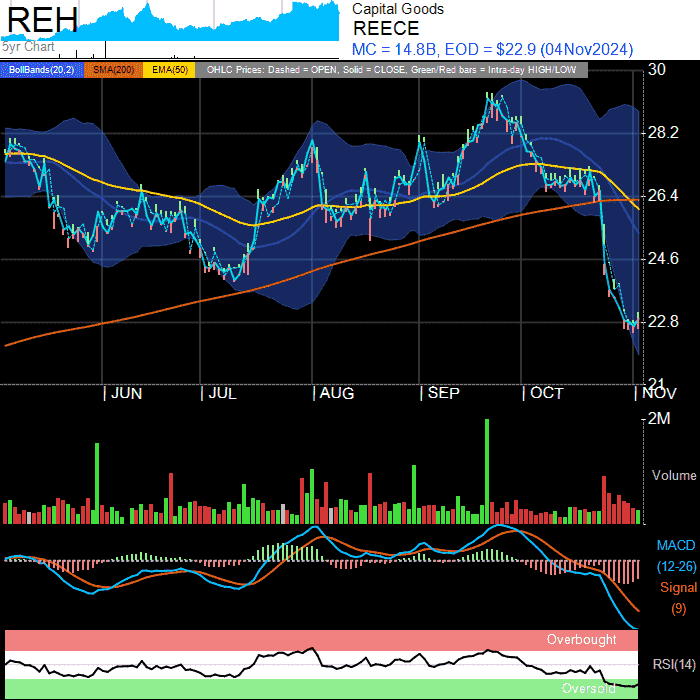 REH
5yr Chart
Capital Goods
REECE
MC = 14.8B, EOD = $22.9 (04Nov2024)
BollBands(20,2) SMA(200) EMA(50) OHLC Prices: Dashed = OPEN, Solid = CLOSE, Green/Red bars = Intra-day HIGH/LOW
30
28.2
26.4
24.6
22.8
21
JUN JUL AUG SEP OCT NOV
2M
Volume
MACD
(12-26)
Signal
(9)
Overbought
RSI(14)
Oversold